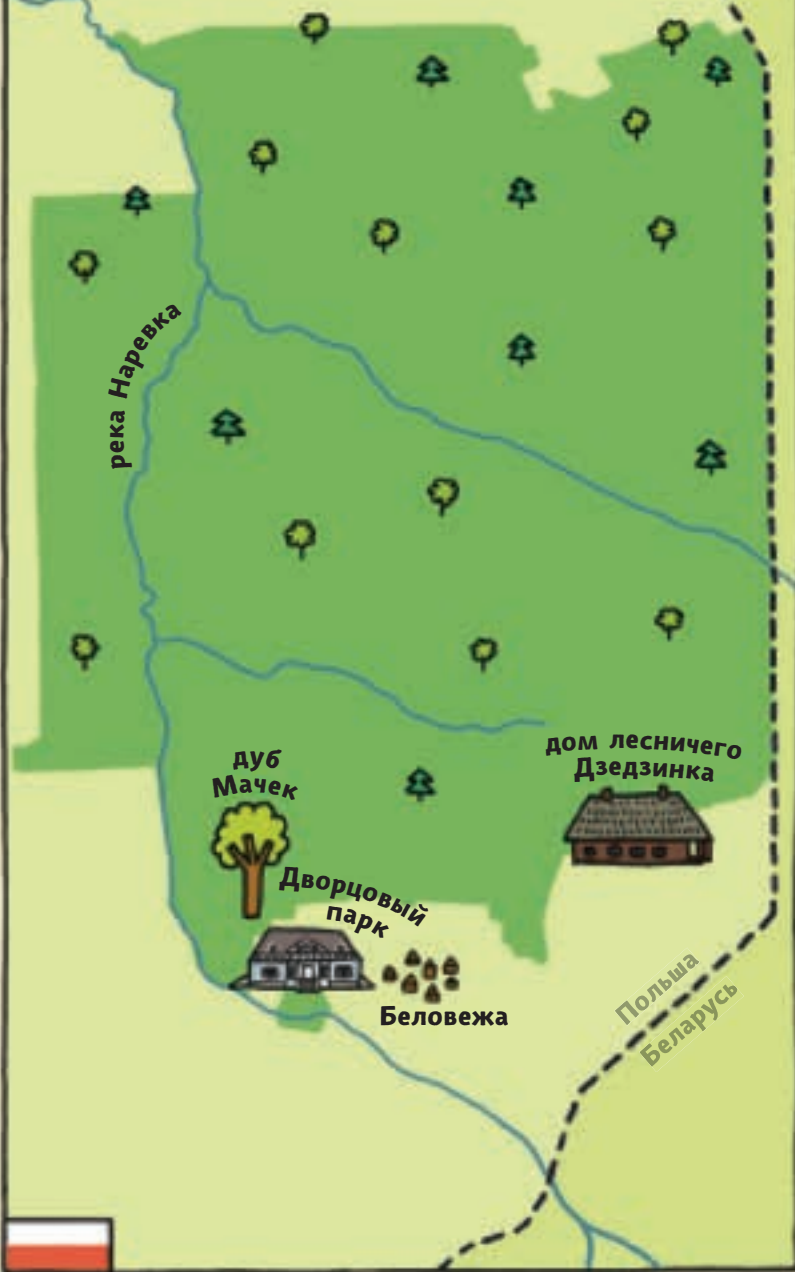 река Наревка
дом лесничего
Дзедзинка
дуб
Мачек
Дворцовый
парк
Беловежа
Польша
Беларусь